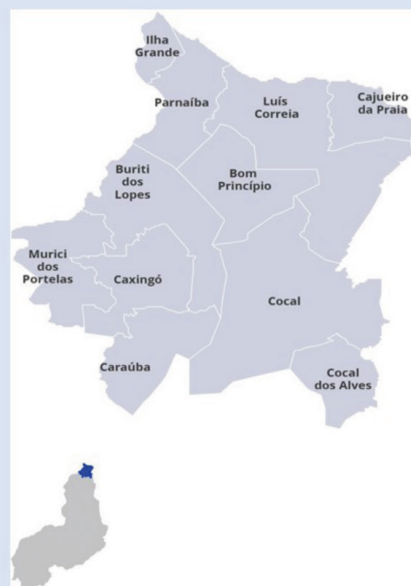 Ilha
Grande
Parnaíba
Luís
Correia
Cajueiro
da Praia
Buriti
dos
Lopes
Bom
Princípio
Murici
dos
Portelas
Caxingó
Cocal
Caraúba
Cocal
dos Alves